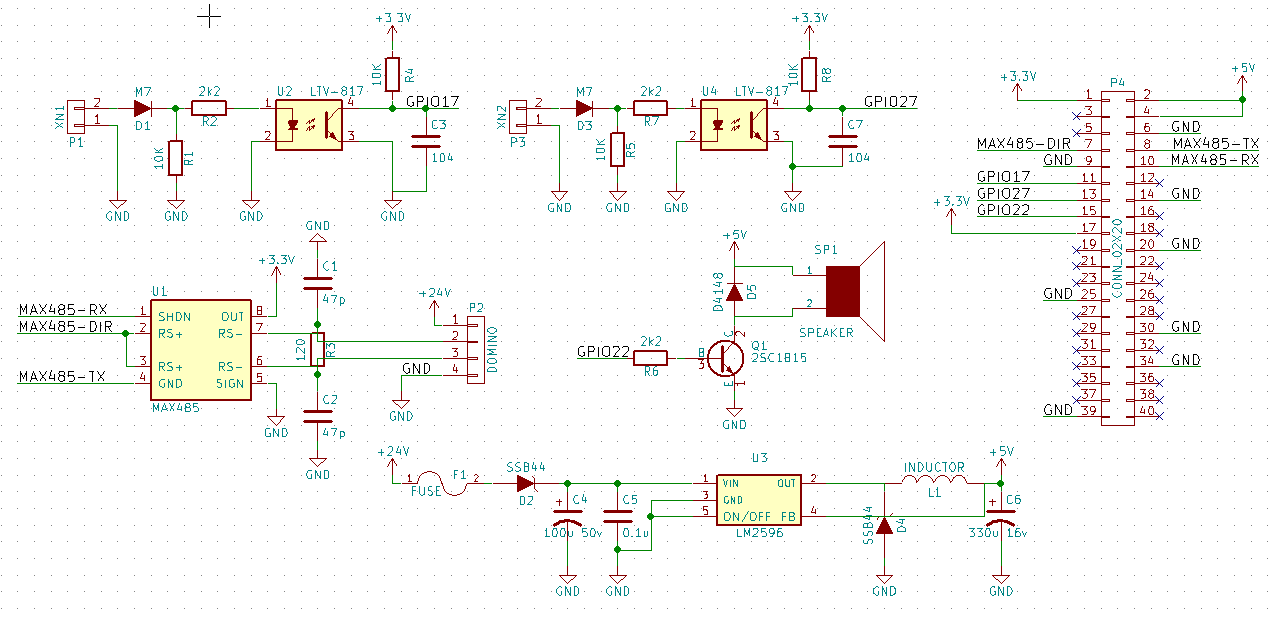 +3.3V
10K
R4
XN1
2
1
P1
M7
D1
2k2
R2
10K
R1
U2
LTV-817
1
2
4
3
GPIO17
C3
104
GND
GND
GND
GND
+3.3V
10K
R8
XN2
2
1
P3
M7
D3
2k2
R7
10K
R5
U4
LTV-817
1
2
4
3
GPIO27
C7
104
GND
GND
GND
GND
P4
CONN_02X20
+3.3V
+5V
+3.3V
1 2
3 4
5 6 GND
MAX485-DIR 7 8 MAX485-TX
GND 9 10 MAX485-RX
GPIO17 11 12
GPIO27 13 14 GND
GPIO22 15 16
17 18
19 20 GND
21 22
23 24
GND 25 26
27 28
29 30 GND
31 32
33 34 GND
35 36
37 38
GND 39 40
GND
C1
47p
+3.3V
U1
MAX485-RX 1 SHDN OUT 8
MAX485-DIR 2 RS+ RS- 7
3 RS+ RS- 6
MAX485-TX 4 GND SIGN 5
MAX485
120
R3
C2
47p
GND
GND
+24V
P2
DOMINO
1
2
3
4
GND
GND
+5V
D4148
D5
SP1
1
2
SPEAKER
GPIO22
2k2
R6
Q1
2SC1815
C
2
B
3
E
1
GND
+24V
1
F1
2
FUSE
SSB44
D2
C4
100u 50v
C5
0.1u
U3
1 VIN OUT 2
3 GND
5 ON/OFF FB 4
LM2596
SSB44
D4
INDUCTOR
L1
+5V
C6
330u 16v
GND
GND
GND
GND